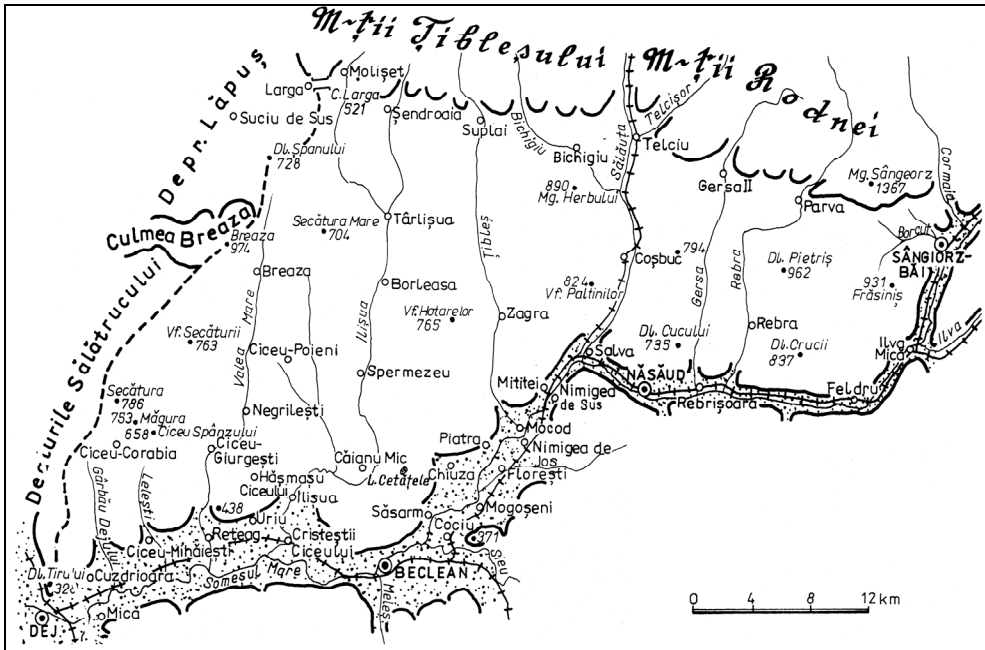 M-ții Țibleșului
M-ții Rodnei
Depr. Lăpuș
Molișet
Larga
C. Larga
521
Suciu de Sus
Șendroaia
Suplai
Bichigiu
Bichigiu
Sălăuța
Telcișor
Telciu
Gersa II
Parva
Mg. Sângeorz
1367
Cormaia
Borcut
SÂNGIORZ-
BĂI
Dl. Spanului
728
890
Mg. Herbului
Culmea Breaza
Breaza
974
Secătura Mare
704
Târlișua
Țibleș
Coșbuc
794
Gersa
Rebra
Dl. Pietriș
962
931
Frăsiniș
Breaza
Borleasa
824
Vf. Paltinilor
Dealurile Sălătrucului
Valea Mare
Ilișua
Vf. Hotarelor
765
Zagra
Vf. Secăturii
763
Ciceu-Poieni
Spermezeu
Salva
Dl. Cucului
735
Rebra
Dl. Crucii
837
Ilva
Mică
Ilva
Secătura
786
753
Măgura
658
Ciceu Spânzului
Negrilești
Mititei
Nimigea
de Sus
NĂSĂUD
Rebrișoara
Feldru
Ciceu-Corabia
Ciceu-
Giurgești
Piatra
Mocod
Nimigea de
Jos
Gârbău Dejului
Lelești
Hășmașu
Ciceului
Căianu Mic
L. Cetățele
Chiuza
Florești
Ilișua
438
Uriu
Săsarm
Mogoșeni
Cociu
371
Ciceu-Mihăiești
Reteag
Cristeștii
Ciceului
Șeu
Dl. Tirului
Cuzdrioara
Someșul Mare
BECLEAN
Meleș
DEJ
Mică
0 4 8 12 km